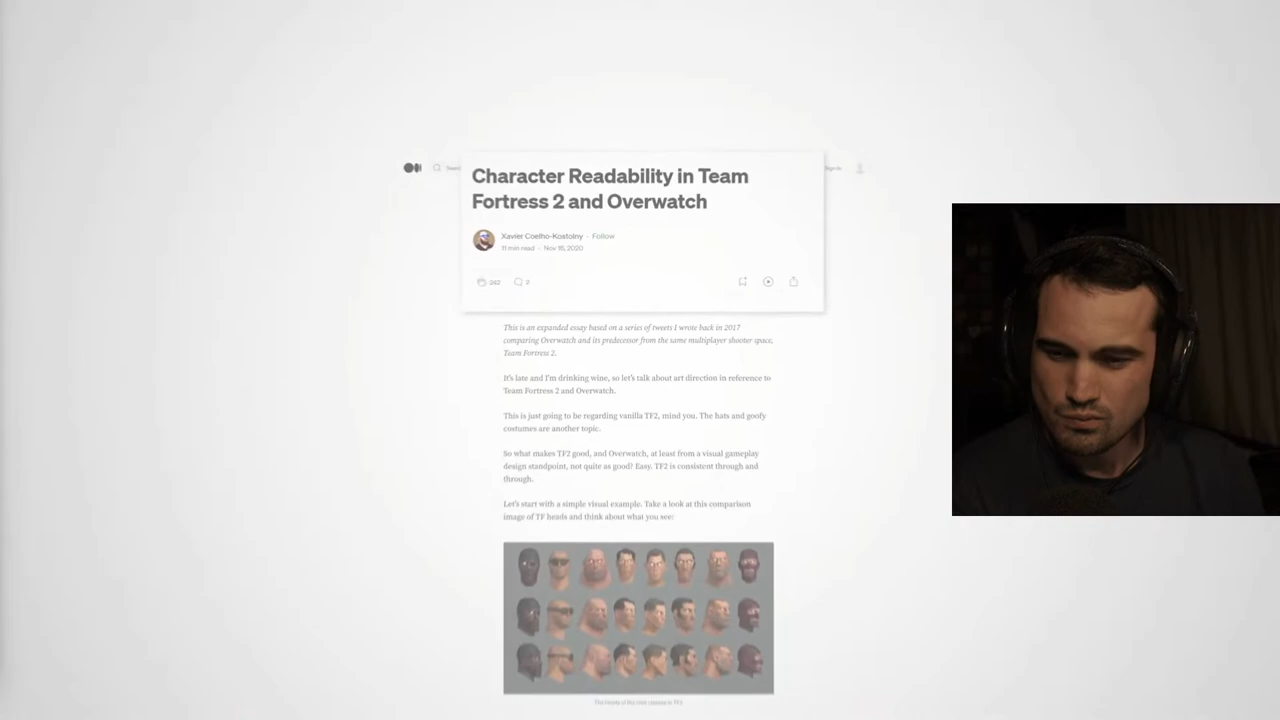 Search
Sign In
Character Readability in Team
Fortress 2 and Overwatch
Xavier Coelho-Kostolny · Follow
11 min read · Nov 16, 2020
242
2
This is an expanded essay based on a series of tweets I wrote back in 2017
comparing Overwatch and its predecessor from the same multiplayer shooter space,
Team Fortress 2.
It's late and I'm drinking wine, so let's talk about art direction in reference to
Team Fortress 2 and Overwatch.
This is just going to be regarding vanilla TF2, mind you. The hats and goofy
costumes are another topic.
So what makes TF2 good, and Overwatch, at least from a visual gameplay
design standpoint, not quite as good? Easy. TF2 is consistent through and
through.
Let's start with a simple visual example. Take a look at this comparison
image of TF heads and think about what you see: